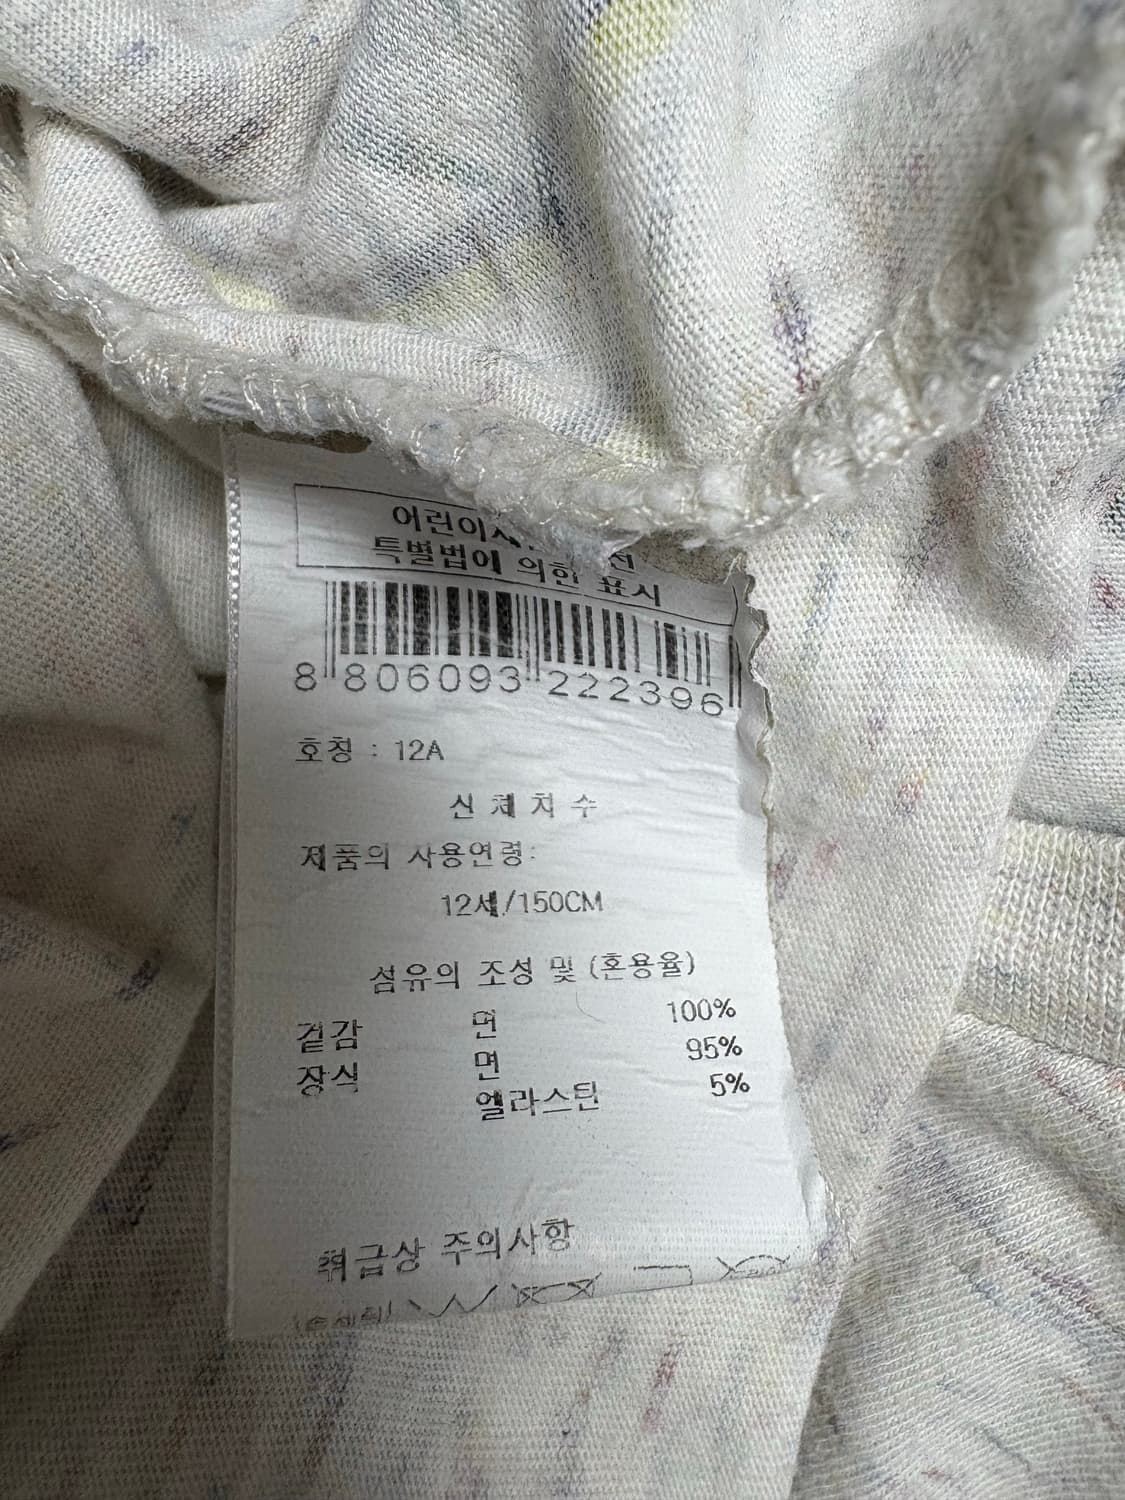 특별법에 의한 표시
8 806093 222396
호칭 : 12A
신 체 치 수
제품의 사용연령:
12세/150CM
섬유의 조성 및 (혼용율)
겉감 면 100%
장식 면 95%
엘라스틴 5%
취급상 주의사항